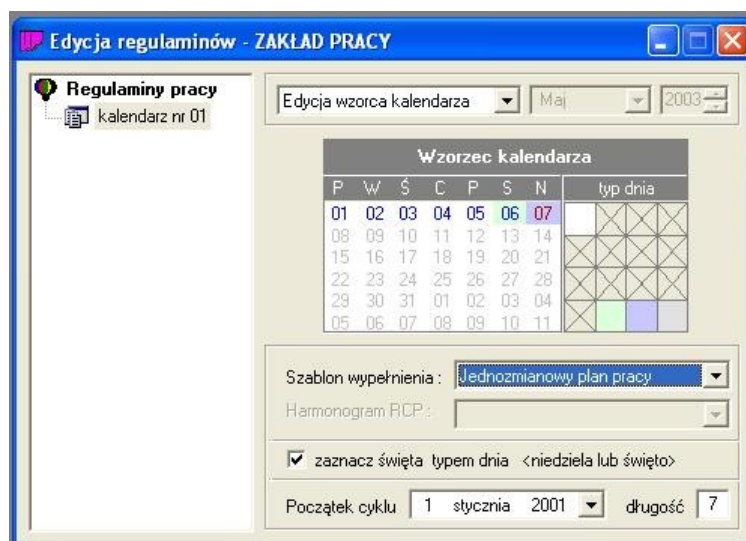 Edycja regulaminów - ZAKŁAD PRACY
Regulaminy pracy
kalendarz nr 01
Edycja wzorca kalendarza Maj 2003
Wzorzec kalendarza
P W Ś C P S N typ dnia
01 02 03 04 05 06 07
08 09 10 11 12 13 14
15 16 17 18 19 20 21
22 23 24 25 26 27 28
29 30 31 01 02 03 04
05 06 07 08 09 10 11
Szablon wypełnienia : Jednozmianowy plan pracy
Harmonogram RCP :
zaznacz święta typem dnia <niedziela lub święto>
Początek cyklu 1 stycznia 2001 długość 7